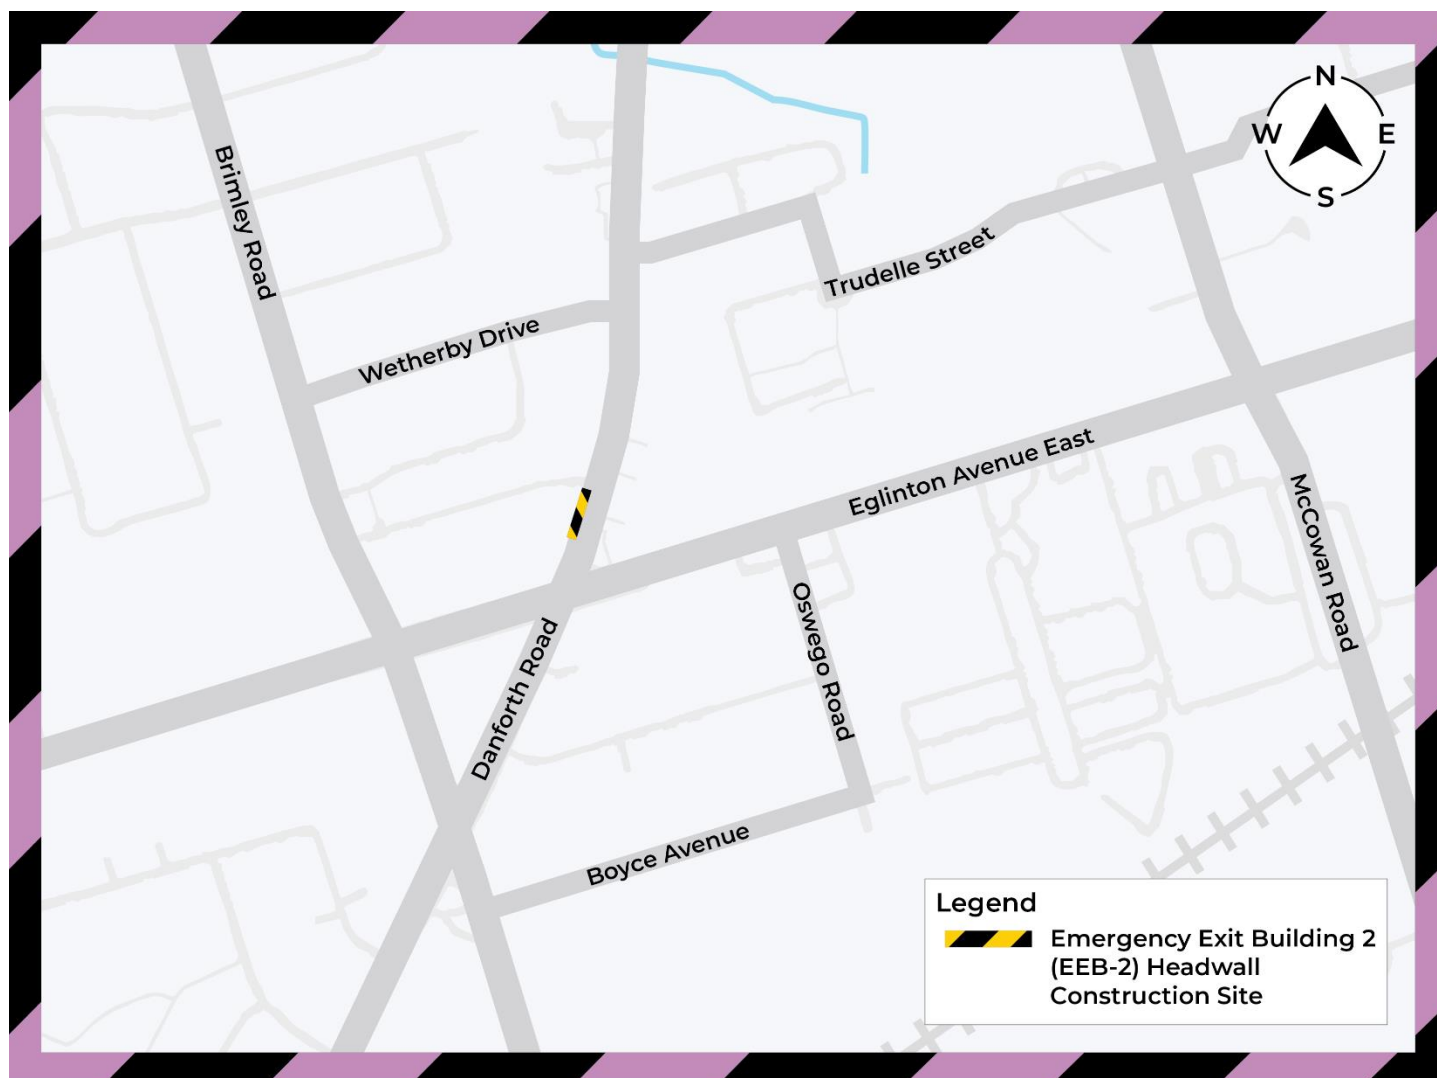 N
W
E
S
Brimley Road
Trudelle Street
Wetherby Drive
Eglinton Avenue East
McCowan Road
Oswego Road
Danforth Road
Boyce Avenue
Legend
Emergency Exit Building 2
(EEB-2) Headwall
Construction Site